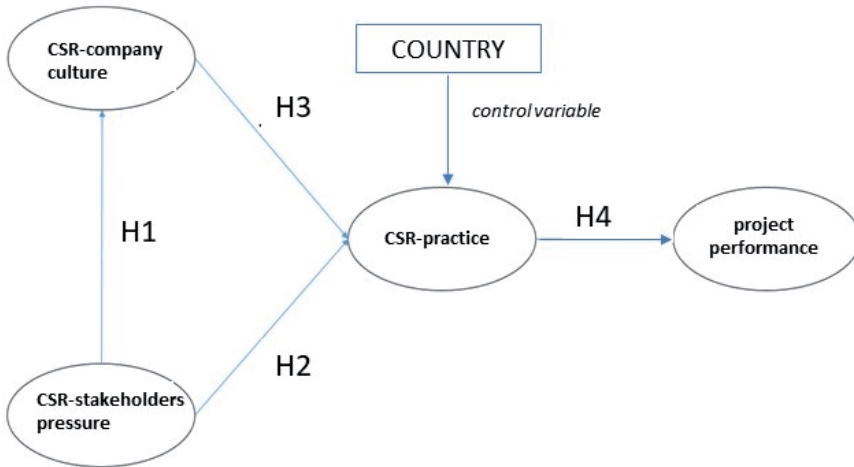 CSR-company
culture
COUNTRY
H3
control variable
H1
CSR-practice
H4
project
performance
H2
CSR-stakeholders
pressure